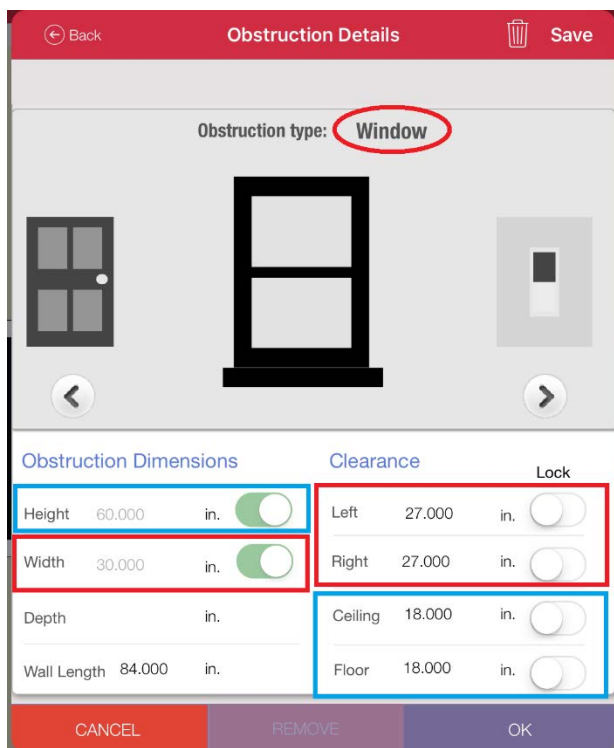 Back Obstruction Details Save
Obstruction type: Window
Obstruction Dimensions
Height 60.000 in.
Width 30.000 in.
Depth in.
Wall Length 84.000 in.
Clearance
Lock
Left 27.000 in.
Right 27.000 in.
Ceiling 18.000 in.
Floor 18.000 in.
CANCEL REMOVE OK